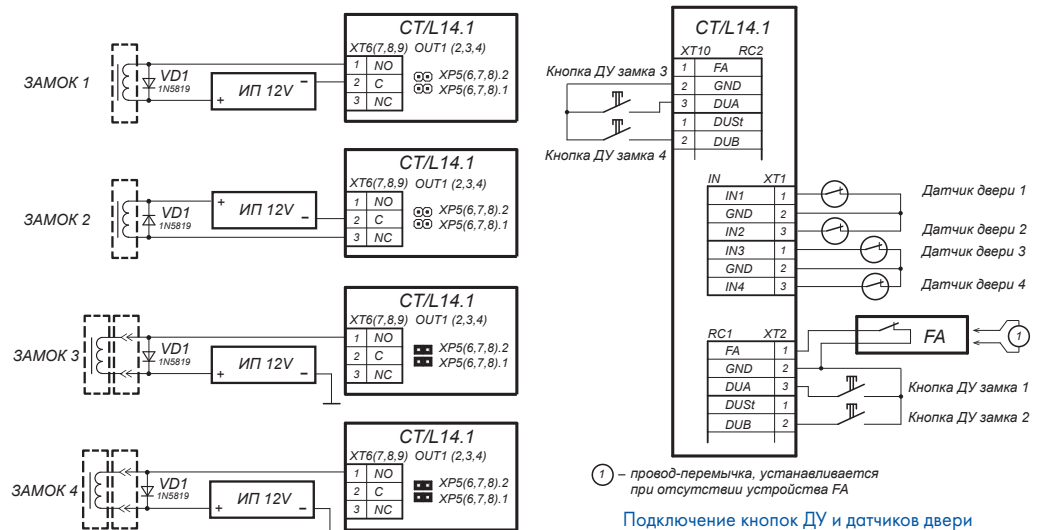 CT/L14.1
XT6(7,8,9) OUT1 (2,3,4)
1 NO
2 C
3 NC
XP5(6,7,8).2
XP5(6,7,8).1
ЗАМОК 1
VD1
1N5819
+ ИП 12V –
CT/L14.1
XT6(7,8,9) OUT1 (2,3,4)
1 NO
2 C
3 NC
XP5(6,7,8).2
XP5(6,7,8).1
ЗАМОК 2
VD1
1N5819
+ ИП 12V –
CT/L14.1
XT6(7,8,9) OUT1 (2,3,4)
1 NO
2 C
3 NC
XP5(6,7,8).2
XP5(6,7,8).1
ЗАМОК 3
VD1
1N5819
+ ИП 12V –
CT/L14.1
XT6(7,8,9) OUT1 (2,3,4)
1 NO
2 C
3 NC
XP5(6,7,8).2
XP5(6,7,8).1
ЗАМОК 4
VD1
1N5819
+ ИП 12V –
CT/L14.1
XT10 RC2
1 FA
2 GND
3 DUA
1 DUSt
2 DUB
Кнопка ДУ замка 3
Кнопка ДУ замка 4
IN XT1
IN1 1
GND 2
IN2 3
IN3 1
GND 2
IN4 3
Датчик двери 1
Датчик двери 2
Датчик двери 3
Датчик двери 4
RC1 XT2
FA 1
GND 2
DUA 3
DUSt 1
DUB 2
FA
1
Кнопка ДУ замка 1
Кнопка ДУ замка 2
1 – провод-перемычка, устанавливается
при отсутствии устройства FA
Подключение кнопок ДУ и датчиков двери